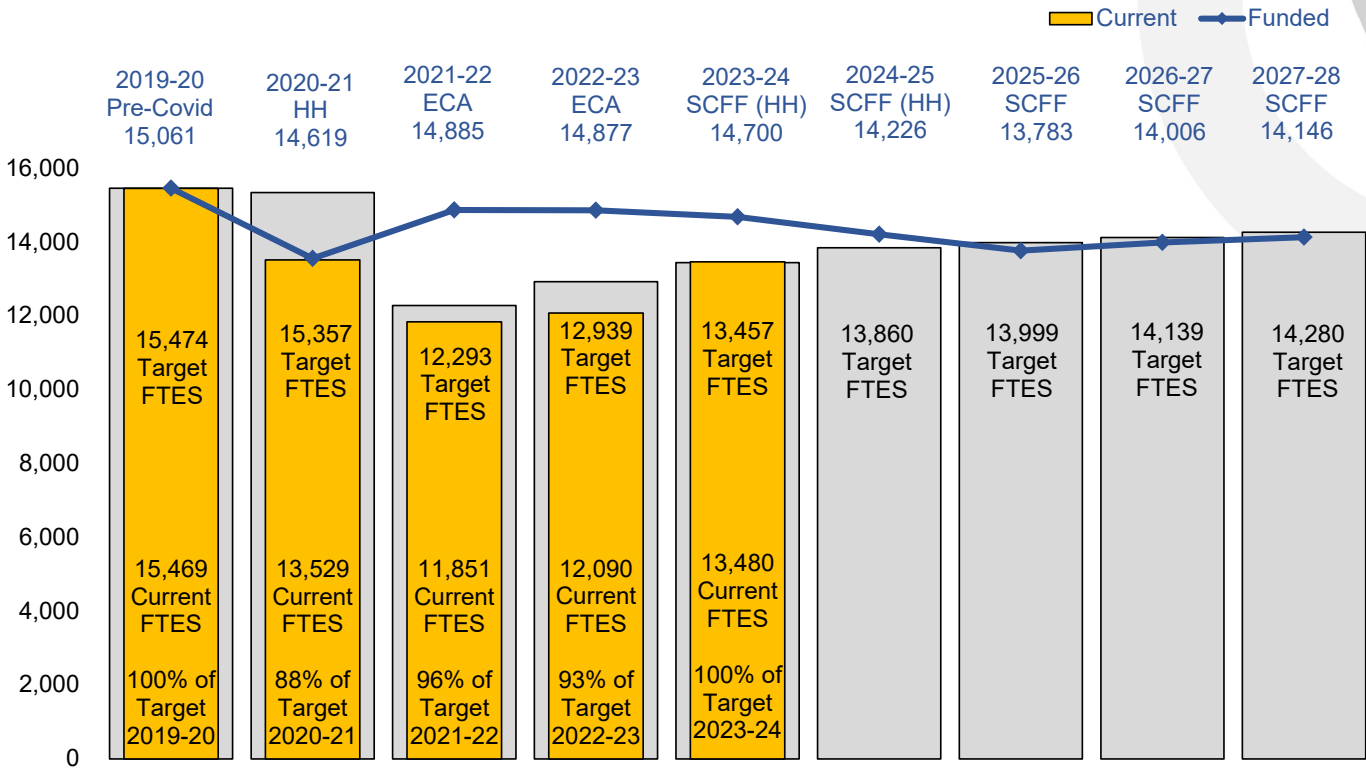 Current
Funded
2019-20
Pre-Covid
15,061
2020-21
HH
14,619
2021-22
ECA
14,885
2022-23
ECA
14,877
2023-24
SCFF (HH)
14,700
2024-25
SCFF (HH)
14,226
2025-26
SCFF
13,783
2026-27
SCFF
14,006
2027-28
SCFF
14,146
16,000
14,000
12,000
10,000
8,000
6,000
4,000
2,000
0
15,474
Target
FTES
15,469
Current
FTES
100% of
Target
2019-20
15,357
Target
FTES
13,529
Current
FTES
88% of
Target
2020-21
12,293
Target
FTES
11,851
Current
FTES
96% of
Target
2021-22
12,939
Target
FTES
12,090
Current
FTES
93% of
Target
2022-23
13,457
Target
FTES
13,480
Current
FTES
100% of
Target
2023-24
13,860
Target
FTES
13,999
Target
FTES
14,139
Target
FTES
14,280
Target
FTES